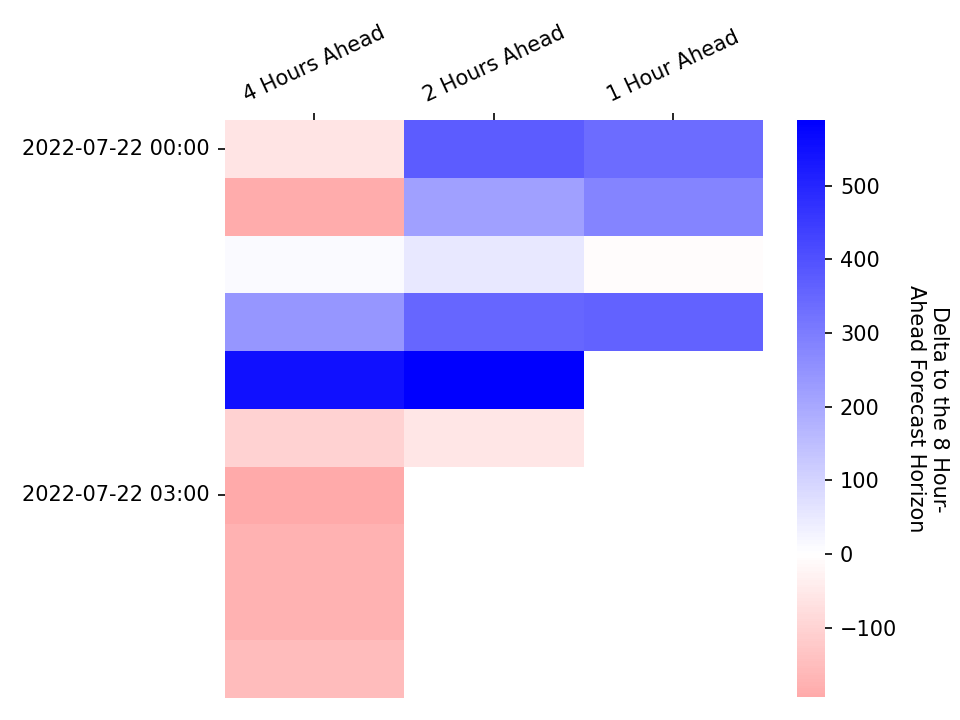 4 Hours Ahead
2 Hours Ahead
1 Hour Ahead
2022-07-22 00:00
2022-07-22 03:00
500
400
300
200
100
0
−100
Delta to the 8 Hour-
Ahead Forecast Horizon